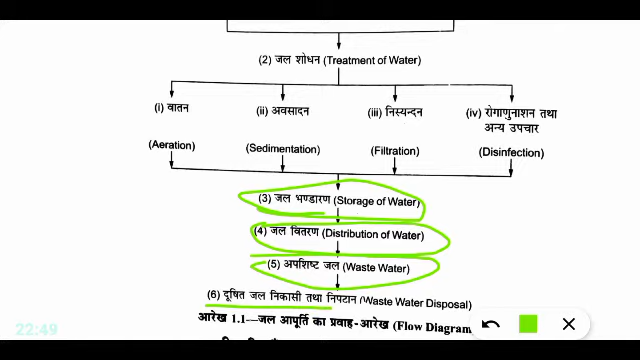 (2) जल शोधन (Treatment of Water)
(i) वातन (ii) अवसादन (iii) निस्यन्दन (iv) रोगाणुनाशन तथा
अन्य उपचार
(Aeration) (Sedimentation) (Filtration) (Disinfection)
(3) जल भण्डारण (Storage of Water)
(4) जल वितरण (Distribution of Water)
(5) अपशिष्ट जल (Waste Water)
(6) दूषित जल निकासी तथा निपटान (Waste Water Disposal)
आरेख 1.1—जल आपूर्ति का प्रवाह-आरेख (Flow Diagram
22:49